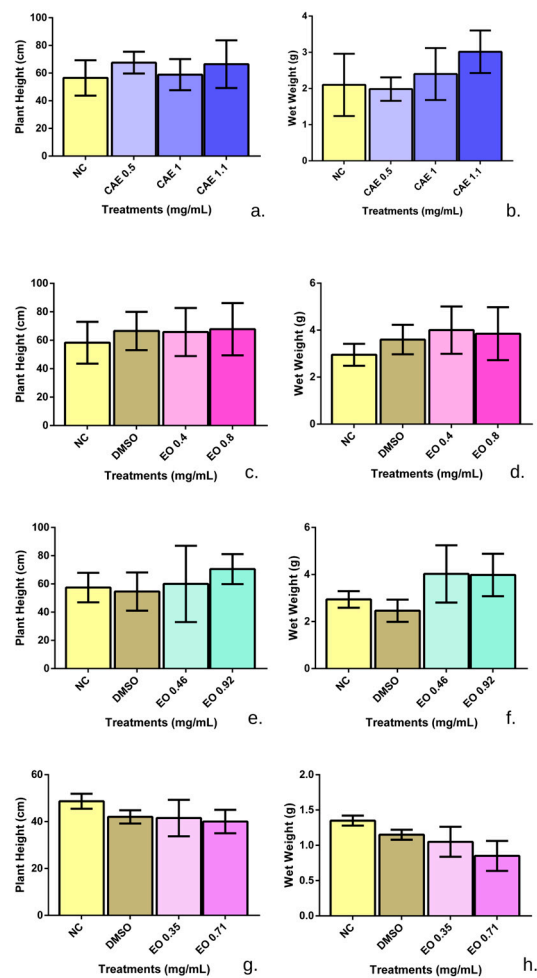 Plant Height (cm)
100
80
60
40
20
0
NC
CAE 0.5
CAE 1
CAE 1.1
Treatments (mg/mL)
a.
Wet Weight (g)
4
3
2
1
0
NC
CAE 0.5
CAE 1
CAE 1.1
Treatments (mg/mL)
b.
Plant Height (cm)
100
80
60
40
20
0
NC
DMSO
EO 0.4
EO 0.8
Treatments (mg/mL)
c.
Wet Weight (g)
6
4
2
0
NC
DMSO
EO 0.4
EO 0.8
Treatments (mg/mL)
d.
Plant Height (cm)
100
80
60
40
20
0
NC
DMSO
EO 0.46
EO 0.92
Treatments (mg/mL)
e.
Wet Weight (g)
6
4
2
0
NC
DMSO
EO 0.46
EO 0.92
Treatments (mg/mL)
f.
Plant Height (cm)
60
40
20
0
NC
DMSO
EO 0.35
EO 0.71
Treatments (mg/mL)
g.
Wet Weight (g)
2.0
1.5
1.0
0.5
0.0
NC
DMSO
EO 0.35
EO 0.71
Treatments (mg/mL)
h.